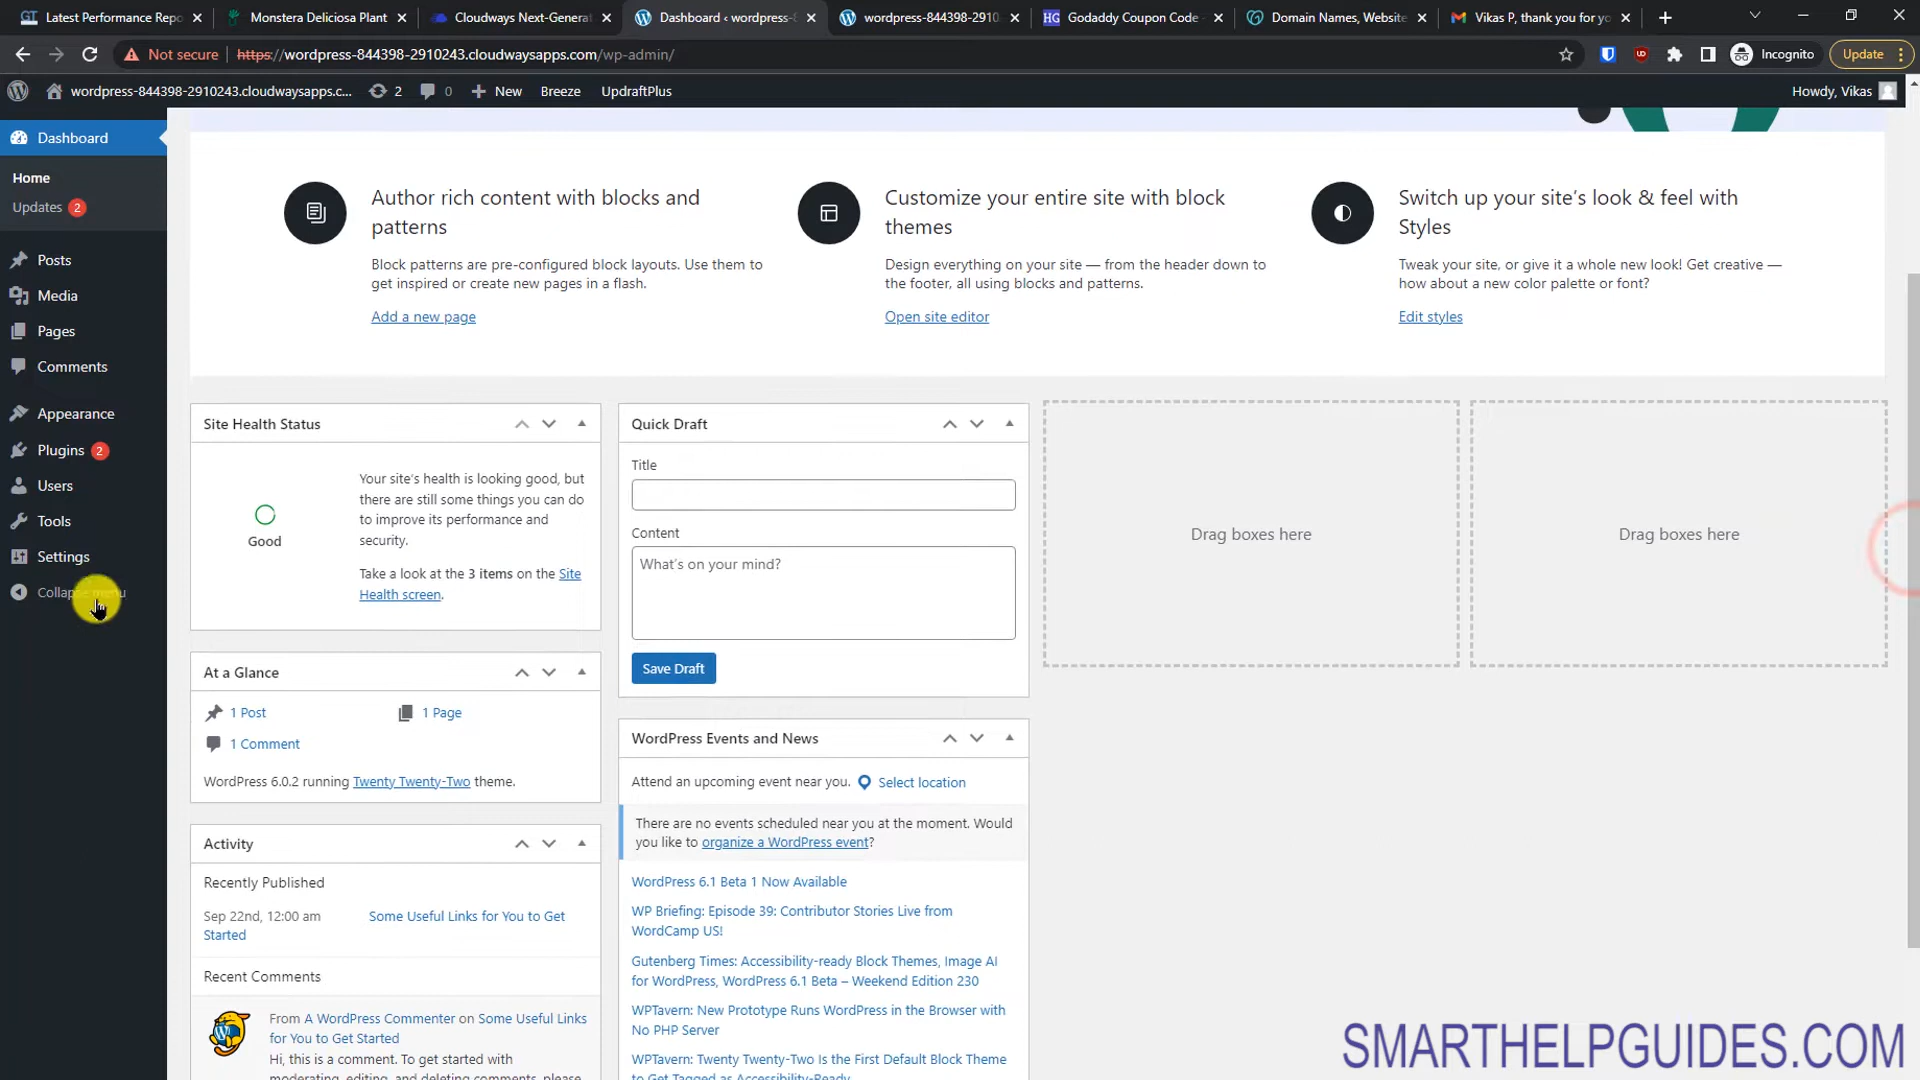 Latest Performance Repo
Monstera Deliciosa Plant
Cloudways Next-Generat
Dashboard ‹ wordpress-8
wordpress-844398-2910
Godaddy Coupon Code
Domain Names, Website
Vikas P, thank you for yo
Not secure
https://wordpress-844398-2910243.cloudwaysapps.com/wp-admin/
Incognito
Update
wordpress-844398-2910243.cloudwaysapps.c...
2
0
New
Breeze
UpdraftPlus
Howdy, Vikas
Dashboard
Home
Updates 2
Posts
Media
Pages
Comments
Appearance
Plugins 2
Users
Tools
Settings
Collapse menu
Author rich content with blocks and
patterns
Block patterns are pre-configured block layouts. Use them to
get inspired or create new pages in a flash.
Add a new page
Customize your entire site with block
themes
Design everything on your site — from the header down to
the footer, all using blocks and patterns.
Open site editor
Switch up your site’s look & feel with
Styles
Tweak your site, or give it a whole new look! Get creative —
how about a new color palette or font?
Edit styles
Site Health Status
Good
Your site’s health is looking good, but
there are still some things you can do
to improve its performance and
security.
Take a look at the 3 items on the Site
Health screen.
At a Glance
1 Post
1 Page
1 Comment
WordPress 6.0.2 running Twenty Twenty-Two theme.
Activity
Recently Published
Sep 22nd, 12:00 am
Some Useful Links for You to Get
Started
Recent Comments
From A WordPress Commenter on Some Useful Links
for You to Get Started
Hi, this is a comment. To get started with
moderating, editing, and deleting comments, please
Quick Draft
Title
Content
What’s on your mind?
Save Draft
WordPress Events and News
Attend an upcoming event near you. Select location
There are no events scheduled near you at the moment. Would
you like to organize a WordPress event?
WordPress 6.1 Beta 1 Now Available
WP Briefing: Episode 39: Contributor Stories Live from
WordCamp US!
Gutenberg Times: Accessibility-ready Block Themes, Image AI
for WordPress, WordPress 6.1 Beta – Weekend Edition 230
WPTavern: New Prototype Runs WordPress in the Browser with
No PHP Server
WPTavern: Twenty Twenty-Two Is the First Default Block Theme
to Get Tagged as Accessibility-Ready
Drag boxes here
Drag boxes here
SMARTHELPGUIDES.COM